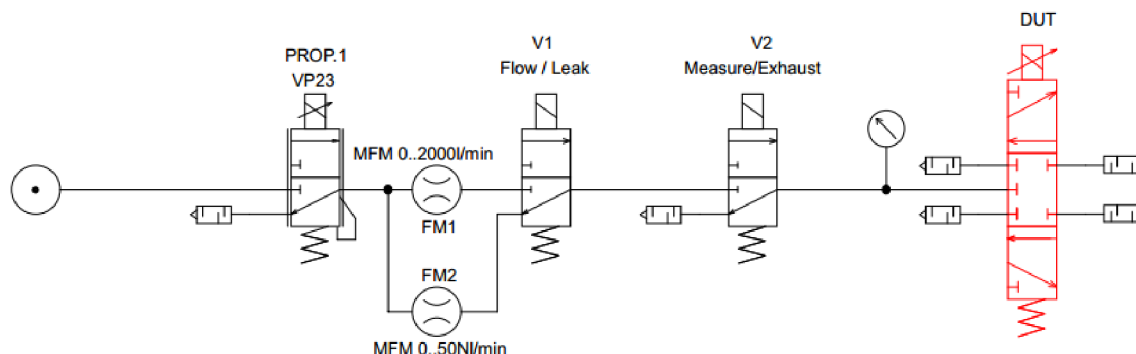 DUT
PROP.1
VP23
V1
Flow / Leak
V2
Measure/Exhaust
MFM 0..2000l/min
FM1
FM2
MFM 0..50Nl/min